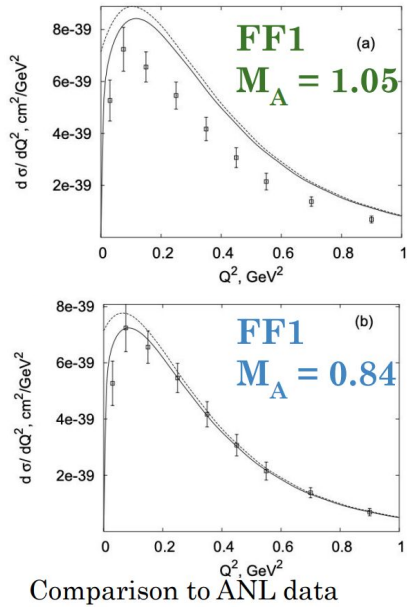 8e-39
6e-39
4e-39
2e-39
d σ/ dQ², cm²/GeV²
FF1
(a)
M_A = 1.05
0 0.2 0.4 0.6 0.8 1
Q², GeV²
8e-39
6e-39
4e-39
2e-39
d σ/ dQ², cm²/GeV²
FF1
(b)
M_A = 0.84
0 0.2 0.4 0.6 0.8 1
Q², GeV²
Comparison to ANL data